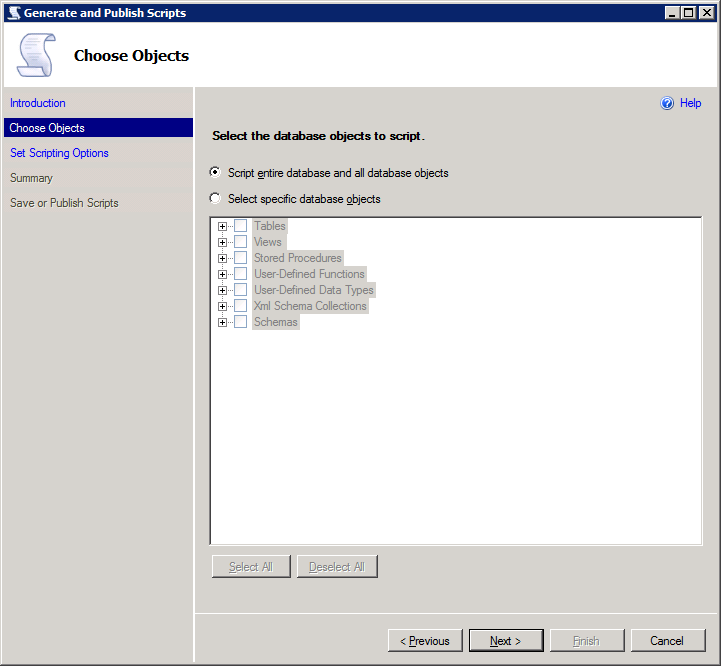 Generate and Publish Scripts
Choose Objects
Introduction
Choose Objects
Set Scripting Options
Summary
Save or Publish Scripts
Help
Select the database objects to script.
Script entire database and all database objects
Select specific database objects
Tables
Views
Stored Procedures
User-Defined Functions
User-Defined Data Types
Xml Schema Collections
Schemas
Select All
Deselect All
< Previous
Next >
Finish
Cancel